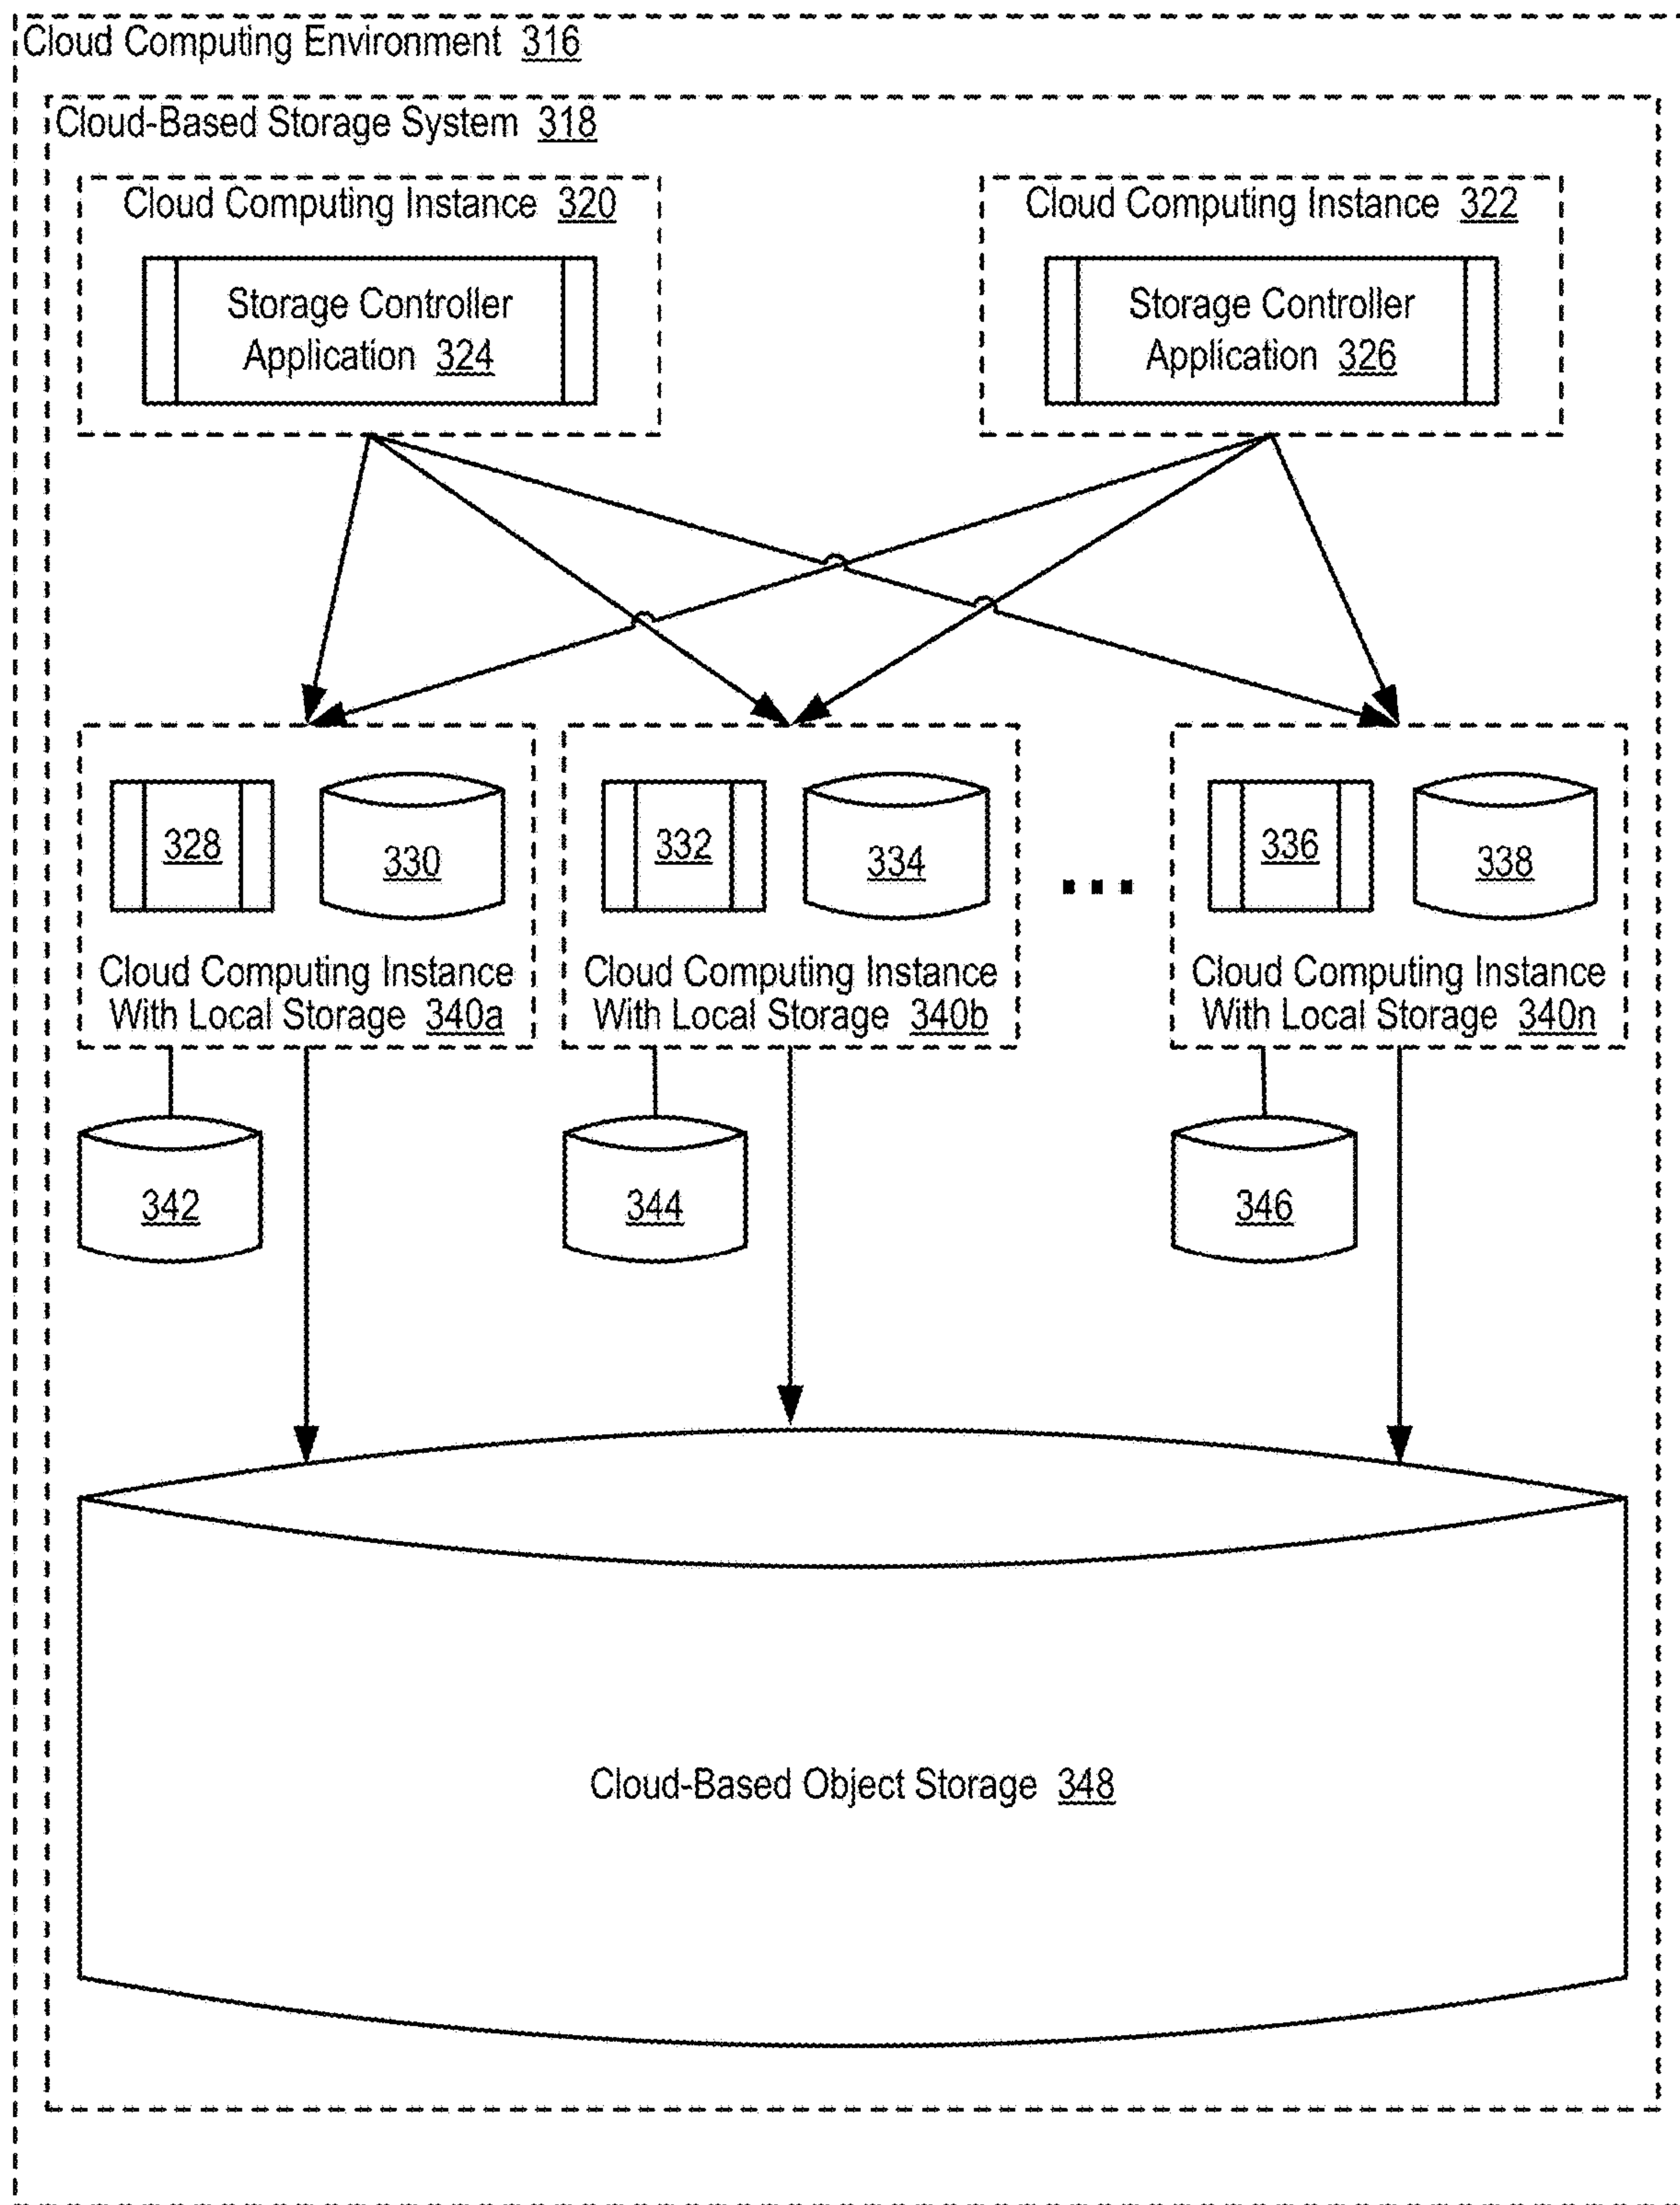 Cloud Computing Environment 316
Cloud-Based Storage System 318
Cloud Computing Instance 320
Storage Controller
Application 324
Cloud Computing Instance 322
Storage Controller
Application 326
328
330
Cloud Computing Instance
With Local Storage 340a
332
334
Cloud Computing Instance
With Local Storage 340b
...
336
338
Cloud Computing Instance
With Local Storage 340n
342
344
346
Cloud-Based Object Storage 348